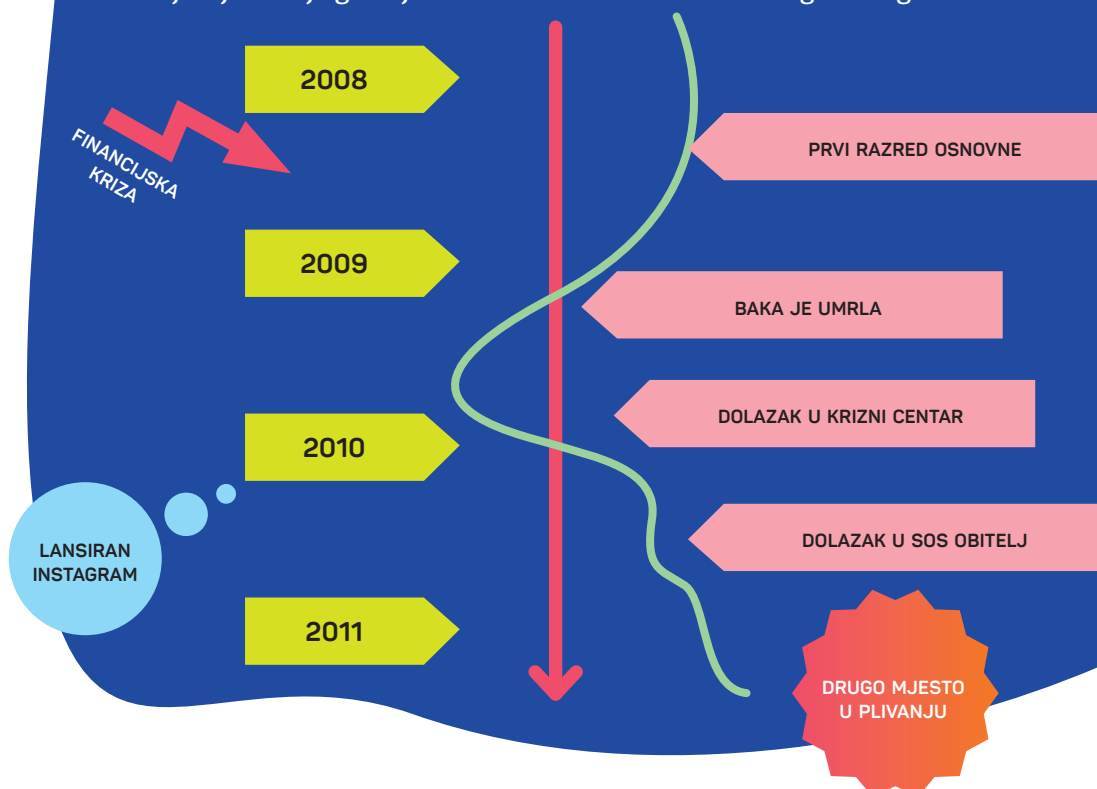 2008
FINANCIJSKA
KRIZA
PRVI RAZRED OSNOVNE
2009
BAKA JE UMRLA
DOLAZAK U KRIZNI CENTAR
2010
LANSIRAN
INSTAGRAM
DOLAZAK U SOS OBITELJ
2011
DRUGO MJESTO
U PLIVANJU